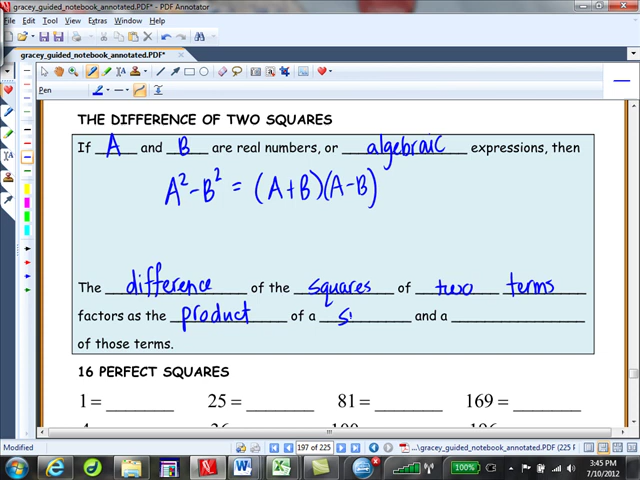 gracey_guided_notebook_annotated.PDF* - PDF Annotator
File Edit View Tools Document Extras Window Help
gracey_guided_notebook_annotated.PDF*
Pen
THE DIFFERENCE OF TWO SQUARES
If A and B are real numbers, or algebraic expressions, then
A² - B² = (A + B)(A - B)
The difference of the squares of two terms
factors as the product of a s and a
of those terms.
16 PERFECT SQUARES
1 = 25 = 81 = 169 =
Modified 197 of 225 ...\gracey_guided_notebook_annotated.PDF (225 P
100% 3:45 PM
7/10/2012